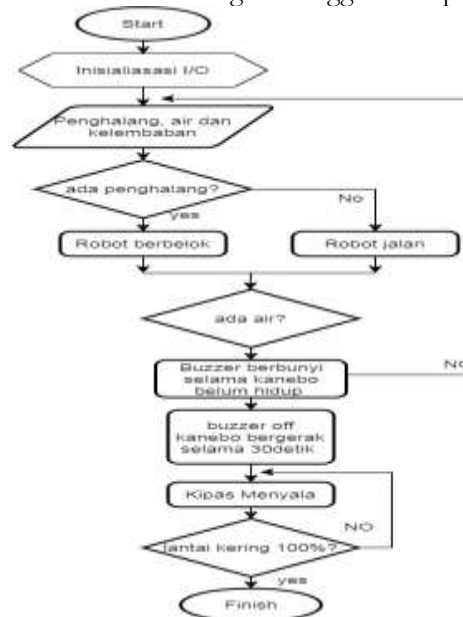 Start
Inisialiasasi I/O
Penghalang, air dan
kelembaban
ada penghalang?
No
yes
Robot berbelok
Robot jalan
ada air?
NO
Buzzer berbunyi
selama kanebo
belum hidup
buzzer off
kanebo bergerak
selama 30detik
Kipas Menyala
NO
lantai kering 100%?
yes
Finish